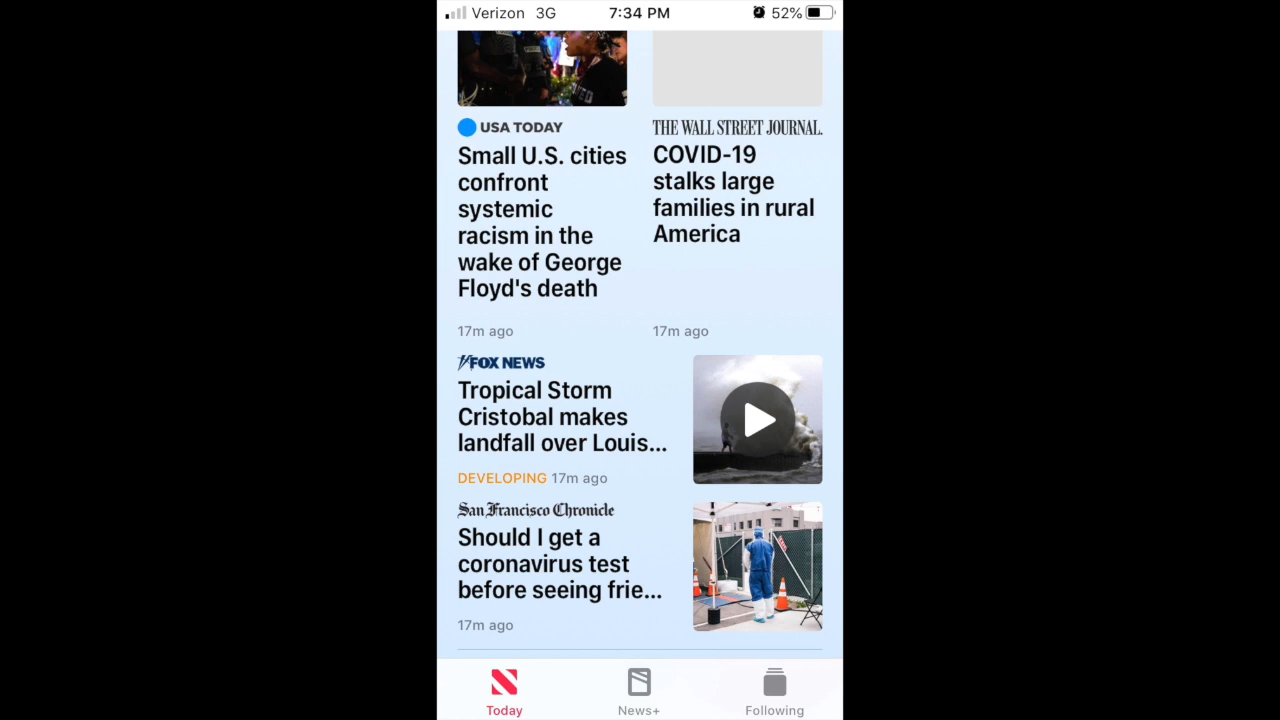 Verizon 3G
7:34 PM
52%
USA TODAY
Small U.S. cities
confront
systemic
racism in the
wake of George
Floyd's death
17m ago
THE WALL STREET JOURNAL.
COVID-19
stalks large
families in rural
America
17m ago
FOX NEWS
Tropical Storm
Cristobal makes
landfall over Louis...
DEVELOPING 17m ago
San Francisco Chronicle
Should I get a
coronavirus test
before seeing frie...
17m ago
Today
News+
Following